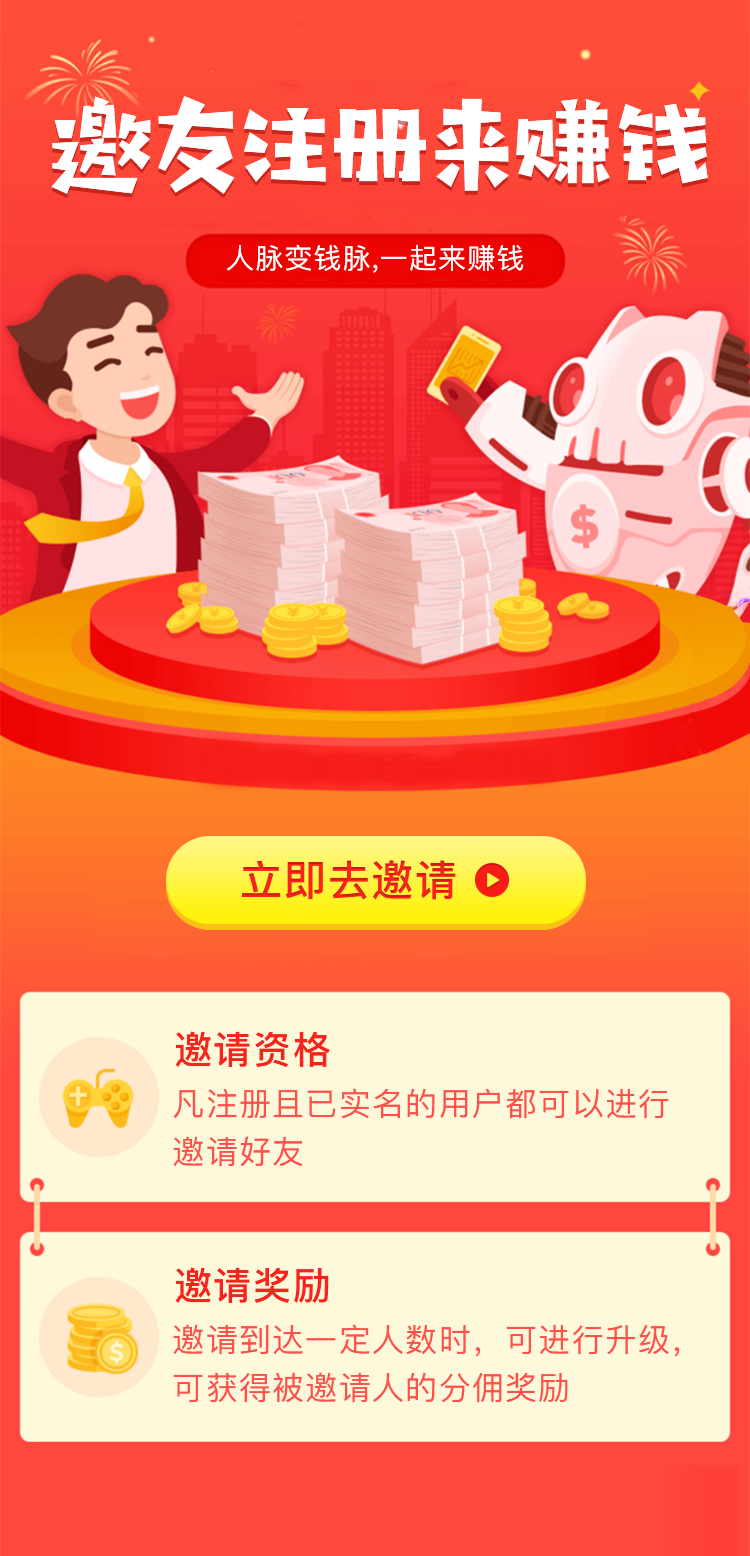 邀友注册来赚钱
人脉变钱脉,一起来赚钱
100
100
$
立即去邀请
邀请资格
凡注册且已实名的用户都可以进行
邀请好友
邀请奖励
邀请到达一定人数时，可进行升级，
可获得被邀请人的分佣奖励
$